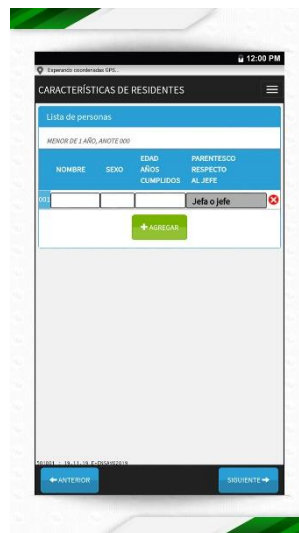 12:00 PM
Esperando coordenadas GPS...
CARACTERÍSTICAS DE RESIDENTES
Lista de personas
MENOR DE 1 AÑO, ANOTE 000
NOMBRE SEXO EDAD AÑOS CUMPLIDOS PARENTESCO RESPECTO AL JEFE
001 Jefa o jefe
+ AGREGAR
ANTERIOR SIGUIENTE